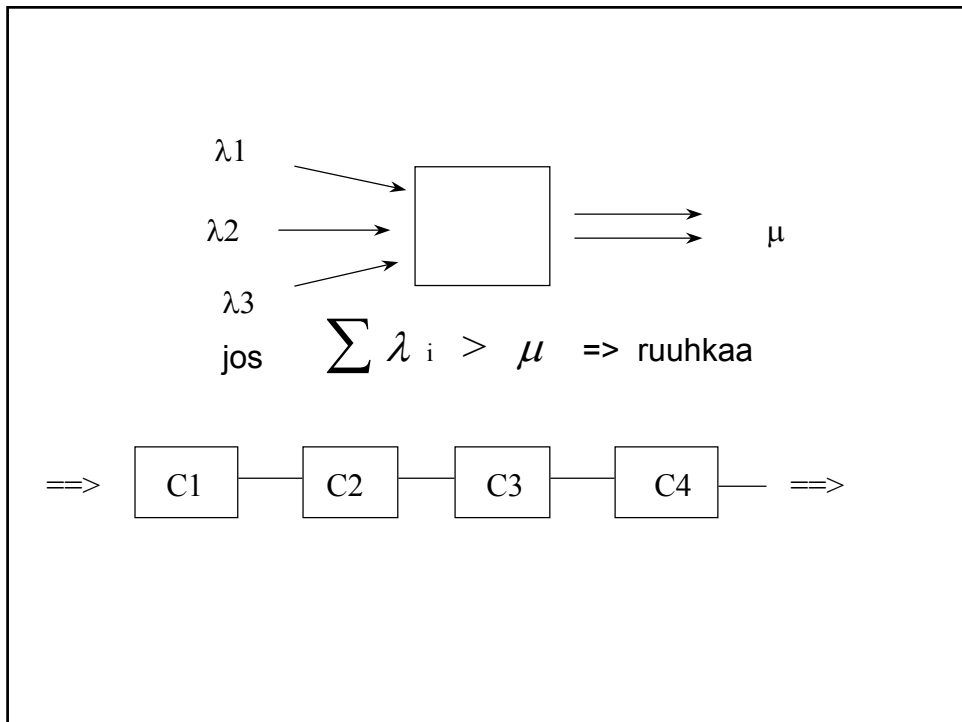 λ1
λ2
μ
λ3
jos ∑ λ i > μ => ruuhkaa
==> C1 C2 C3 C4 ==>